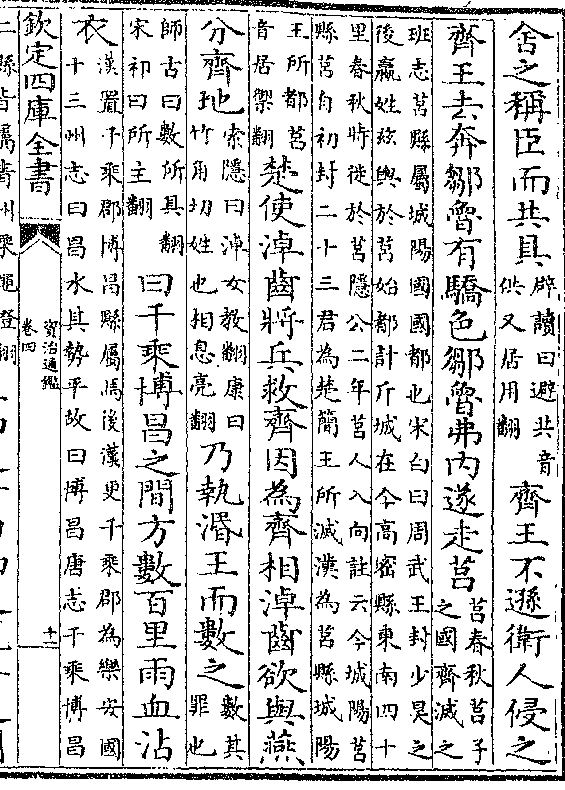 舍之稱臣而共具辟讀曰避共音供又居用翻齊王不遜衛人侵之
齊王去奔鄒魯有驕色鄒魯弗内遂走莒莒春秋莒子之國齊滅之
班志莒縣屬城陽國國都也宋白曰周武王封少昊之
後嬴姓兹輿於莒始都計斤城在今高密縣東南四十
里春秋時徙於莒隱公二年莒人入向註云今城陽莒
縣莒自初封二十三君為楚簡王所滅漢為莒縣城陽
王所都莒音居禦翻楚使淖齒將兵救齊因為齊相淖齒欲與燕
分齊地索隱曰淖女教翻康曰竹角切姓也相息亮翻乃執湣王而數之數其罪也
師古曰數所具翻宋初曰所主翻曰千乘博昌之間方數百里雨血沾
衣漢置千乘郡博昌縣屬焉後漢更千乘郡為樂安國
十三州志曰昌水其勢平故曰博昌唐志千乘博昌
欽定四庫全書
資治通鑑
卷四
十二
二縣皆屬青州